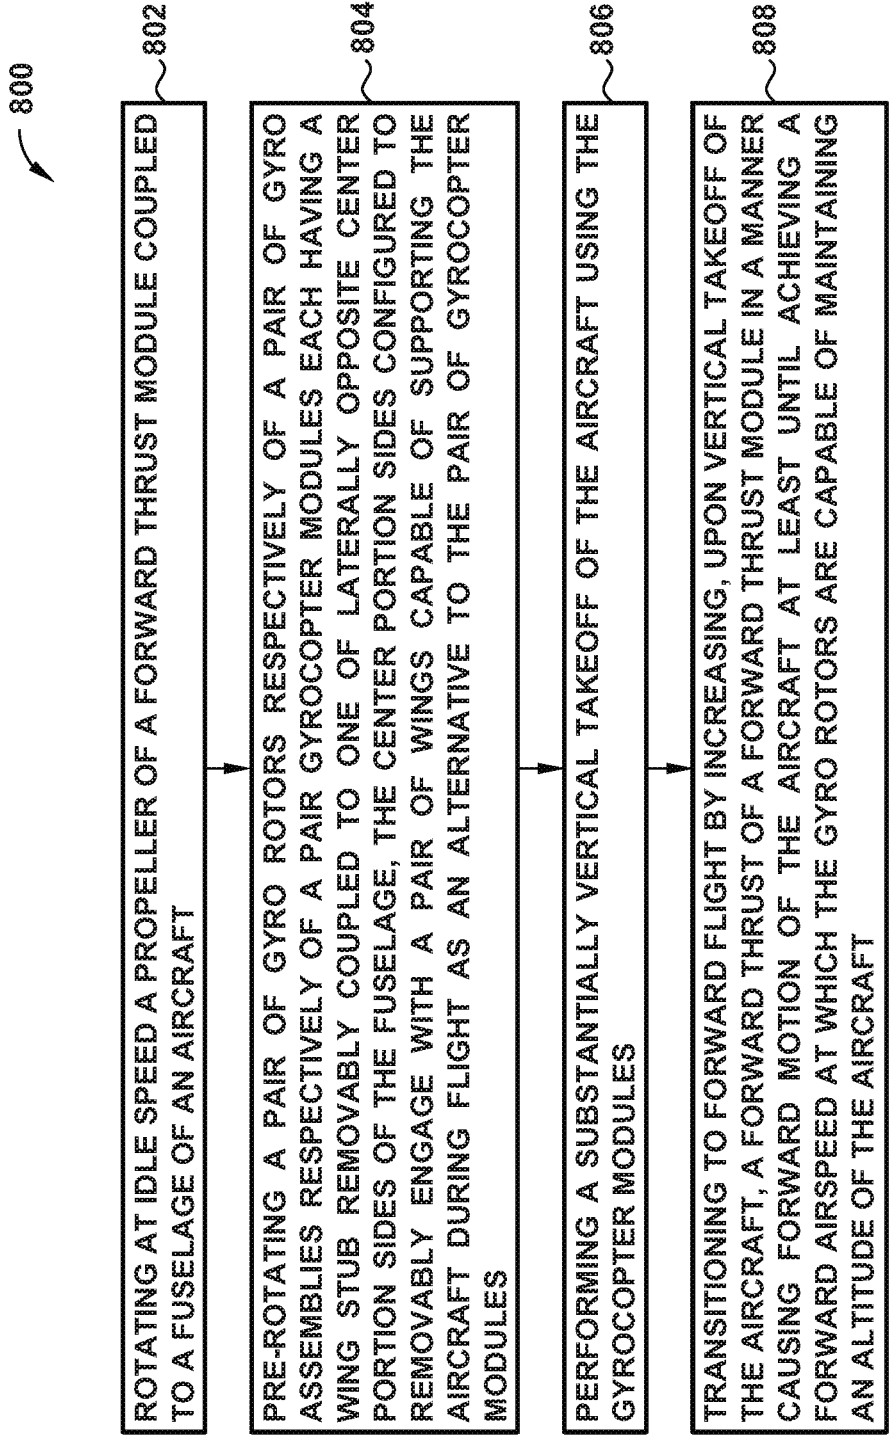 800
ROTATING AT IDLE SPEED A PROPELLER OF A FORWARD THRUST MODULE COUPLED
TO A FUSELAGE OF AN AIRCRAFT
802
PRE-ROTATING A PAIR OF GYRO ROTORS RESPECTIVELY OF A PAIR OF GYRO
ASSEMBLIES RESPECTIVELY OF A PAIR GYROCOPTER MODULES EACH HAVING A
WING STUB REMOVABLY COUPLED TO ONE OF LATERALLY OPPOSITE CENTER
PORTION SIDES OF THE FUSELAGE, THE CENTER PORTION SIDES CONFIGURED TO
REMOVABLY ENGAGE WITH A PAIR OF WINGS CAPABLE OF SUPPORTING THE
AIRCRAFT DURING FLIGHT AS AN ALTERNATIVE TO THE PAIR OF GYROCOPTER
MODULES
804
PERFORMING A SUBSTANTIALLY VERTICAL TAKEOFF OF THE AIRCRAFT USING THE
GYROCOPTER MODULES
806
TRANSITIONING TO FORWARD FLIGHT BY INCREASING, UPON VERTICAL TAKEOFF OF
THE AIRCRAFT, A FORWARD THRUST OF A FORWARD THRUST MODULE IN A MANNER
CAUSING FORWARD MOTION OF THE AIRCRAFT AT LEAST UNTIL ACHIEVING A
FORWARD AIRSPEED AT WHICH THE GYRO ROTORS ARE CAPABLE OF MAINTAINING
AN ALTITUDE OF THE AIRCRAFT
808